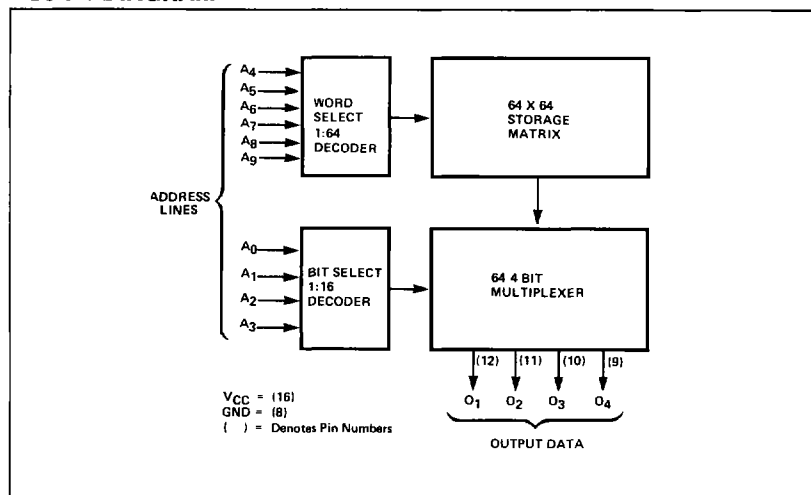 A4
A5
A6
A7
A8
A9
WORD
SELECT
1:64
DECODER
64 X 64
STORAGE
MATRIX
ADDRESS
LINES
A0
A1
A2
A3
BIT SELECT
1:16
DECODER
64 4 BIT
MULTIPLEXER
(12) (11) (10) (9)
O1 O2 O3 O4
OUTPUT DATA
VCC = (16)
GND = (8)
( ) = Denotes Pin Numbers